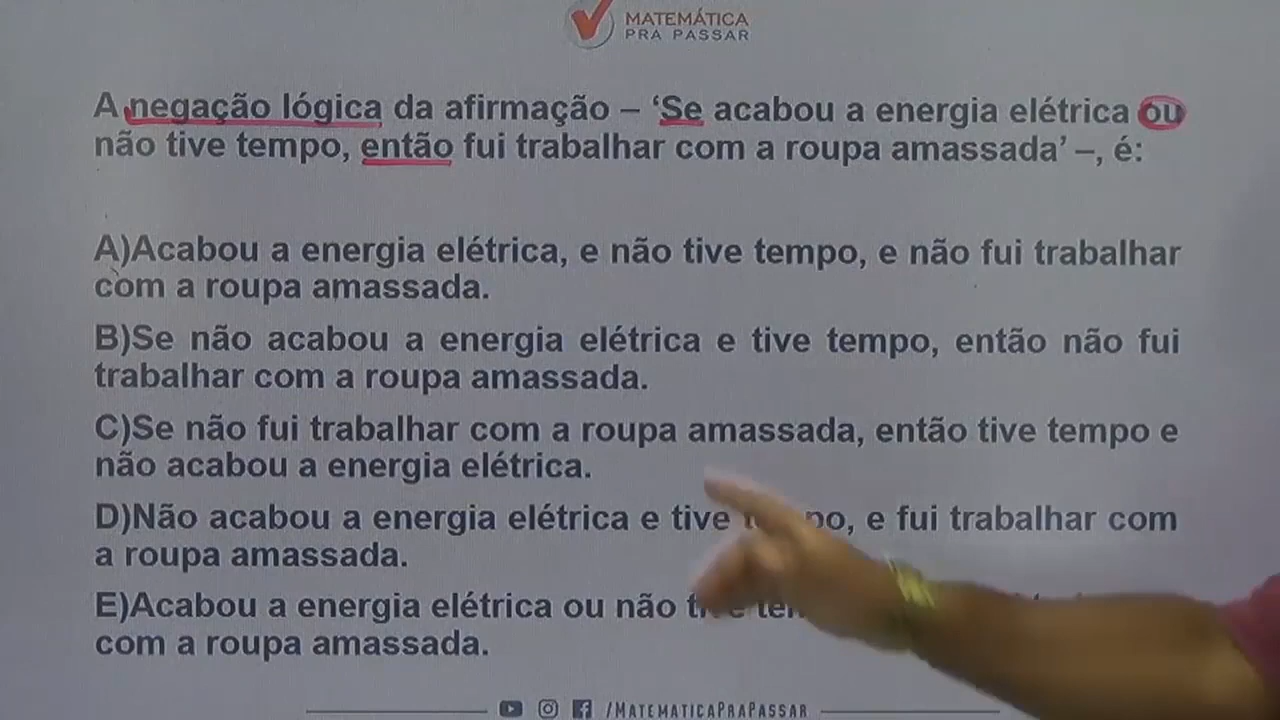 MATEMÁTICA
PRA PASSAR
A negação lógica da afirmação – ‘Se acabou a energia elétrica ou
não tive tempo, então fui trabalhar com a roupa amassada’ –, é:
A)Acabou a energia elétrica, e não tive tempo, e não fui trabalhar
com a roupa amassada.
B)Se não acabou a energia elétrica e tive tempo, então não fui
trabalhar com a roupa amassada.
C)Se não fui trabalhar com a roupa amassada, então tive tempo e
não acabou a energia elétrica.
D)Não acabou a energia elétrica e tive e fui trabalhar com
a roupa amassada.
E)Acabou a energia elétrica ou não
com a roupa amassada.
/MATEMATICAPRAPASSAR